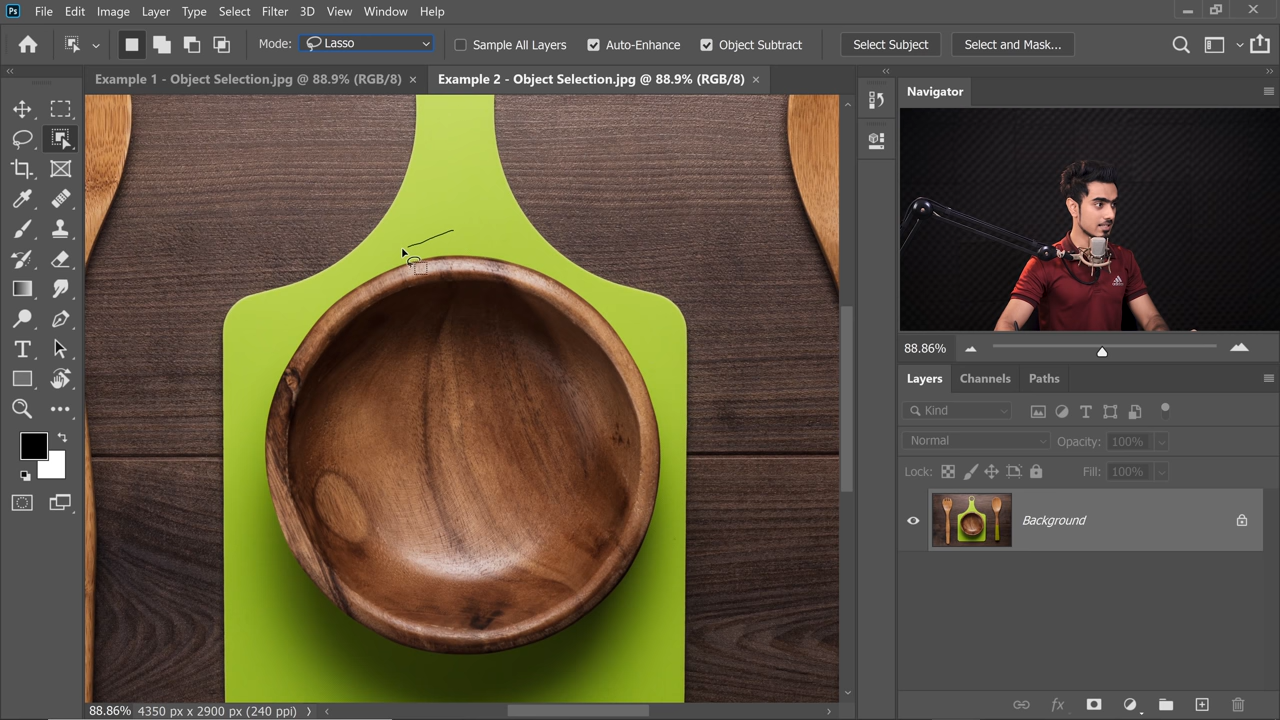 Ps File Edit Image Layer Type Select Filter 3D View Window Help
Mode: Lasso Sample All Layers Auto-Enhance Object Subtract Select Subject Select and Mask...
Example 1 - Object Selection.jpg @ 88.9% (RGB/8) × Example 2 - Object Selection.jpg @ 88.9% (RGB/8) ×
Navigator
adidas
88.86%
Layers Channels Paths
Kind
Normal Opacity: 100%
Lock: Fill: 100%
Background
fx
88.86% 4350 px x 2900 px (240 ppi)